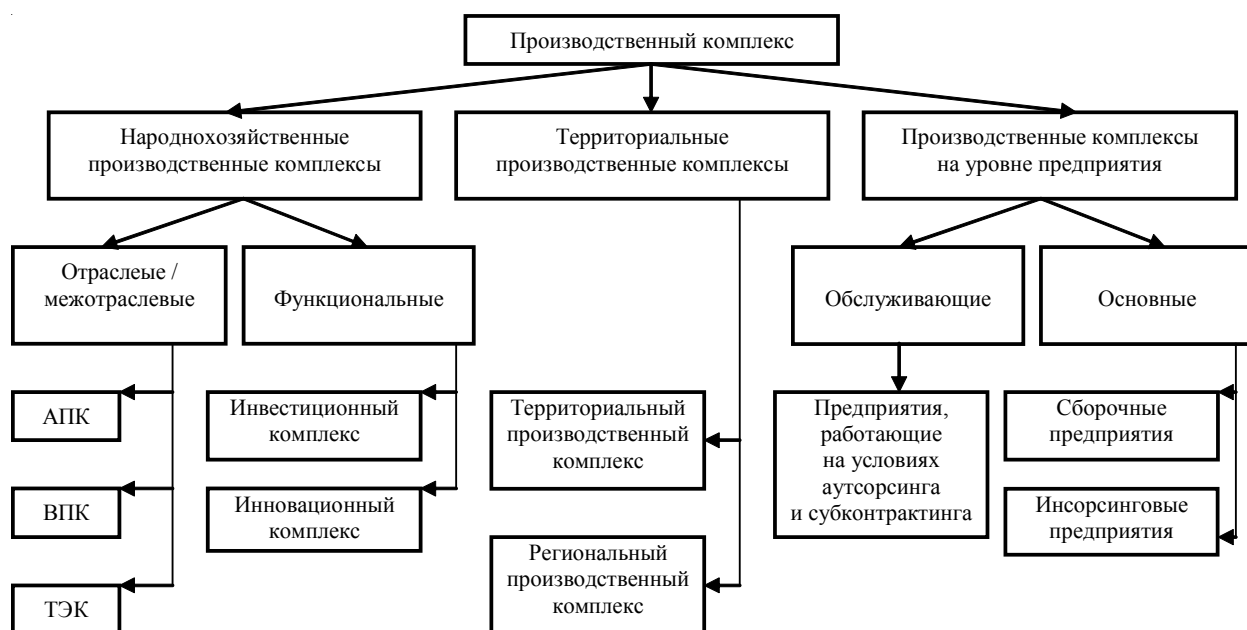 Производственный комплекс
Народнохозяйственные
производственные комплексы
Территориальные
производственные комплексы
Производственные комплексы
на уровне предприятия
Отраслеые /
межотраслевые
Функциональные
Обслуживающие
Основные
АПК
ВПК
ТЭК
Инвестиционный
комплекс
Инновационный
комплекс
Территориальный
производственный
комплекс
Региональный
производственный
комплекс
Предприятия,
работающие
на условиях
аутсорсинга
и субконтрактинга
Сборочные
предприятия
Инсорсинговые
предприятия